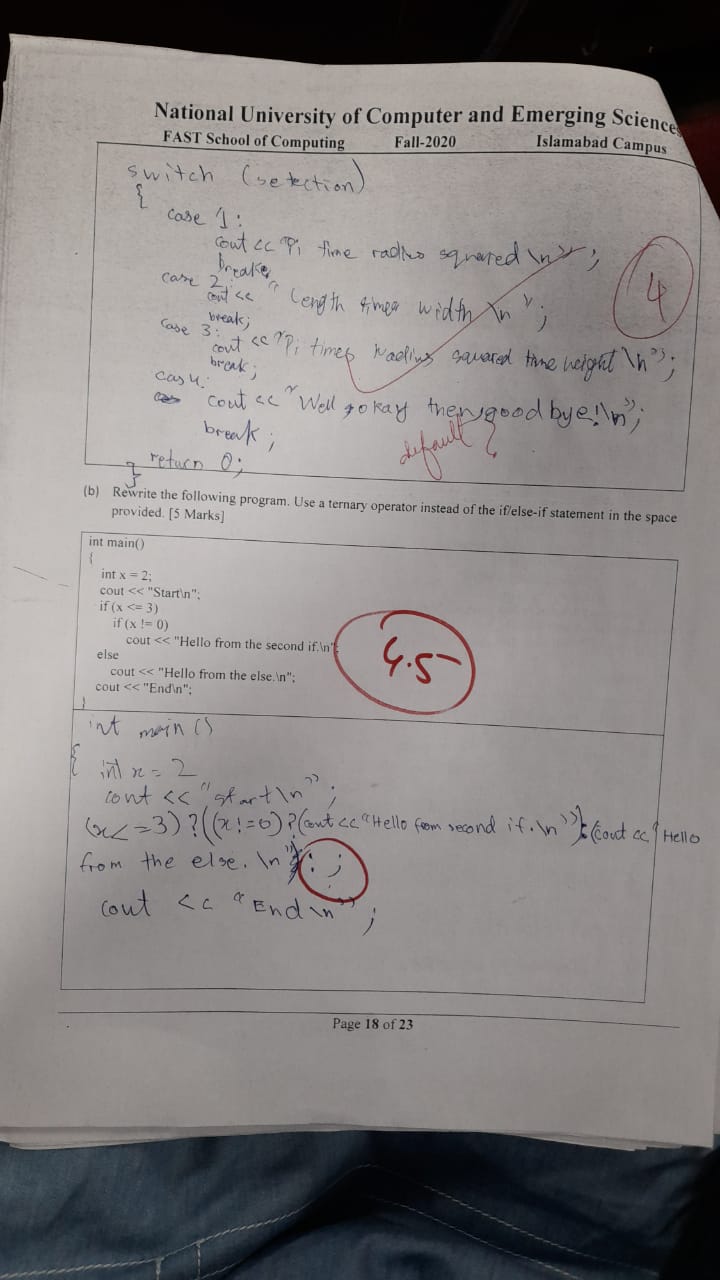 National University of Computer and Emerging Sciences
FAST School of Computing Fall-2020 Islamabad Campus
switch (setection)
{
case 1:
cout << "Pi time radius squared \n";
break;
case 2:
cout << "Length times width \n";
break;
case 3:
cout << "Pi times radius squared time height \n";
break;
cas 4:
cout << "Well okay then good bye!\n";
break;
default ?
return 0;
}
4
(b) Rewrite the following program. Use a ternary operator instead of the if/else-if statement in the space
provided. [5 Marks]
int main()
{
int x = 2;
cout << "Start\n";
if (x <= 3)
if (x != 0)
cout << "Hello from the second if.\n";
else
cout << "Hello from the else.\n";
cout << "End\n";
}
4.5
int main ()
{ int x = 2
cout << "start\n";
(x<=3)?((x!=0)?(cout<<"Hello from second if.\n"):(cout << "Hello
from the else. \n" : ;
cout << "End\n";
Page 18 of 23